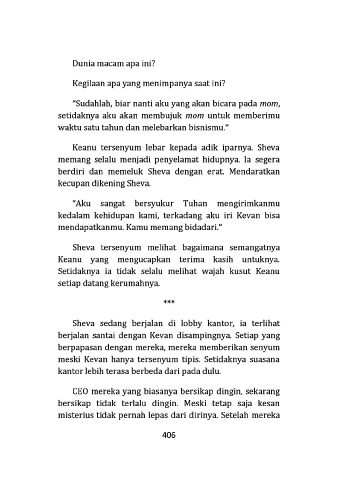 Dunia macam apa ini?
Kegilaan apa yang menimpanya saat ini?
"Sudahlah, biar nanti aku yang akan bicara pada mom,
setidaknya aku akan membujuk mom untuk memberimu
waktu satu tahun dan melebarkan bisnismu."
Keanu tersenyum lebar kepada adik iparnya. Sheva
memang selalu menjadi penyelamat hidupnya. Ia segera
berdiri dan memeluk Sheva dengan erat. Mendaratkan
kecupan dikening Sheva.
"Aku sangat bersyukur Tuhan mengirimkanmu
kedalam kehidupan kami, terkadang aku iri Kevan bisa
mendapatkanmu. Kamu memang bidadari."
Sheva tersenyum melihat bagaimana semangatnya
Keanu yang mengucapkan terima kasih untuknya.
Setidaknya ia tidak selalu melihat wajah kusut Keanu
setiap datang kerumahnya.
***
Sheva sedang berjalan di lobby kantor, ia terlihat
berjalan santai dengan Kevan disampingnya. Setiap yang
berpapasan dengan mereka, mereka memberikan senyum
meski Kevan hanya tersenyum tipis. Setidaknya suasana
kantor lebih terasa berbeda dari pada dulu.
CEO mereka yang biasanya bersikap dingin, sekarang
bersikap tidak terlalu dingin. Meski tetap saja kesan
misterius tidak pernah lepas dari dirinya. Setelah mereka
406